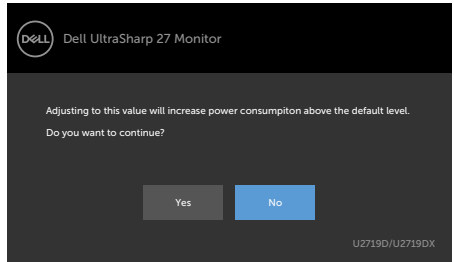 DELL Dell UltraSharp 27 Monitor
Adjusting to this value will increase power consumpiton above the default level.
Do you want to continue?
Yes No
U2719D/U2719DX